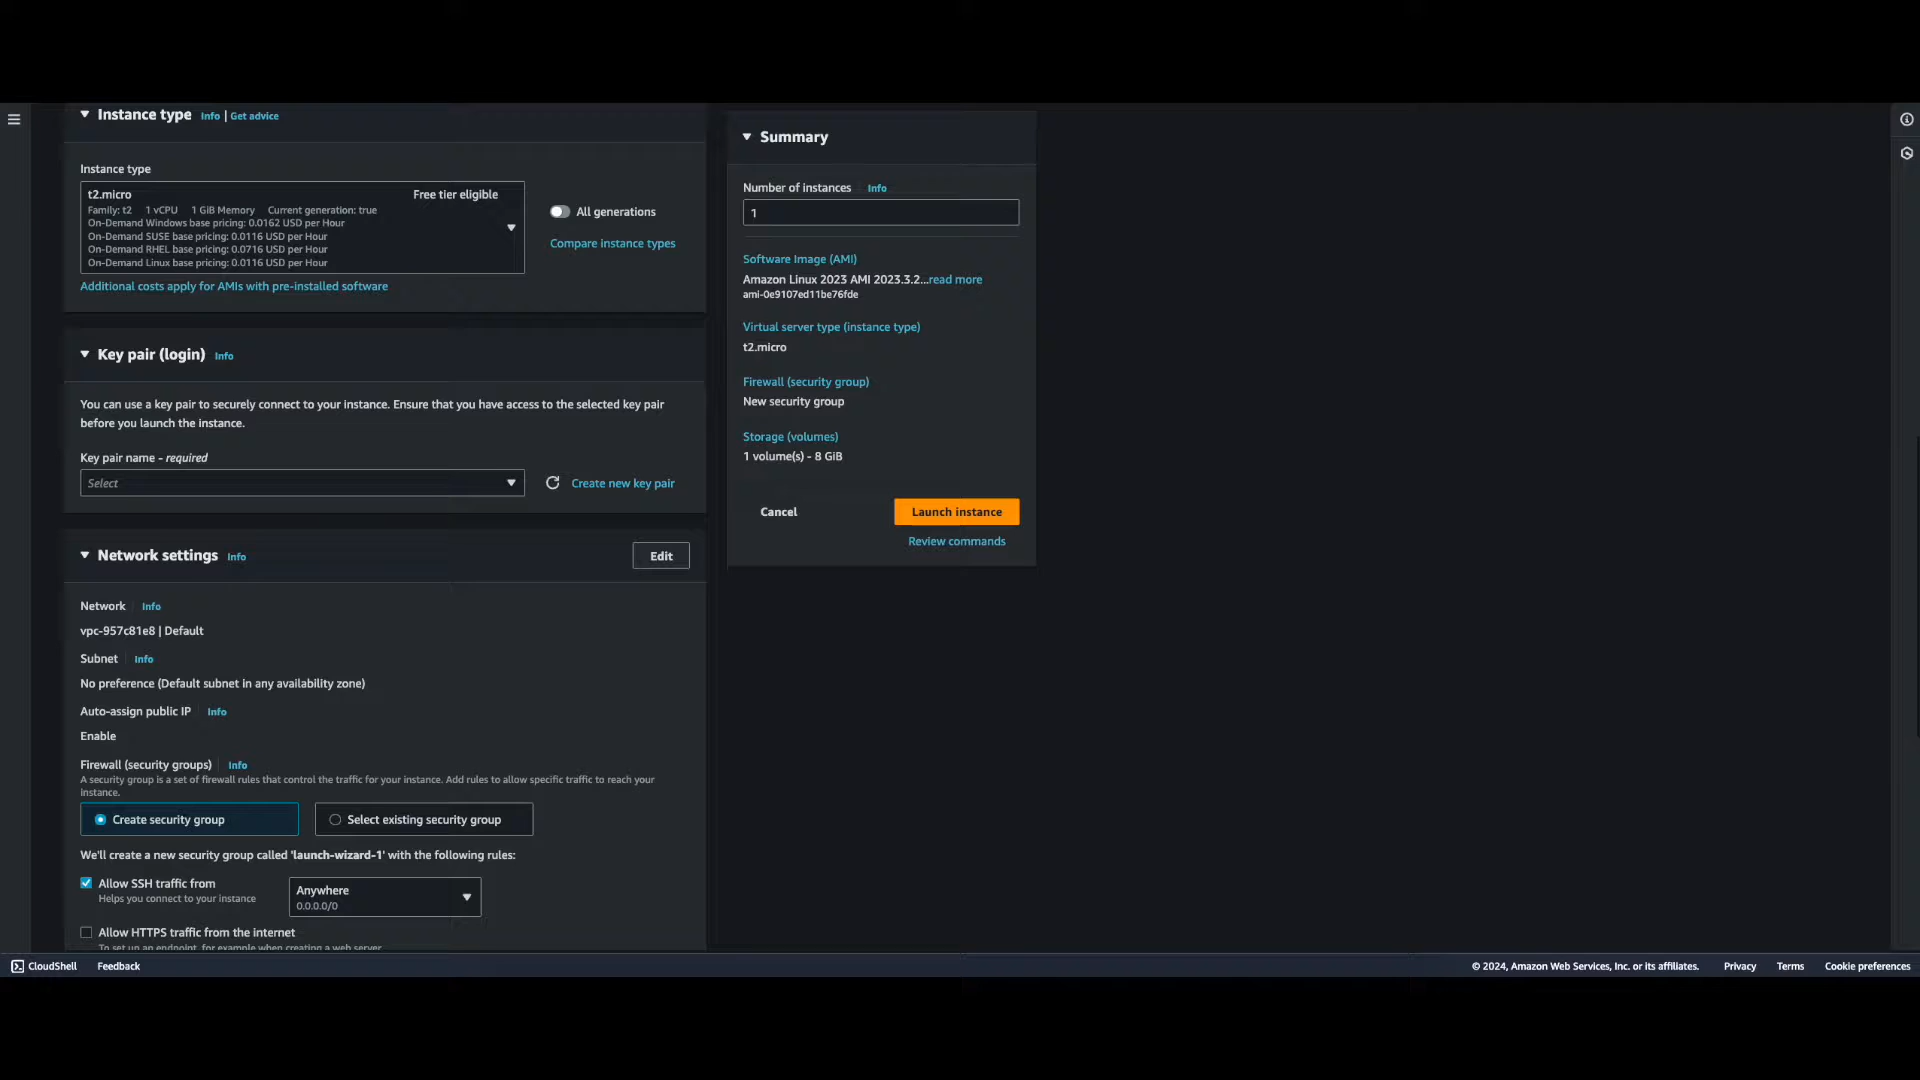 Instance type Info | Get advice
Instance type
t2.micro Free tier eligible
Family: t2 1 vCPU 1 GiB Memory Current generation: true
On-Demand Windows base pricing: 0.0162 USD per Hour
On-Demand SUSE base pricing: 0.0116 USD per Hour
On-Demand RHEL base pricing: 0.0716 USD per Hour
On-Demand Linux base pricing: 0.0116 USD per Hour
All generations
Compare instance types
Additional costs apply for AMIs with pre-installed software
Key pair (login) Info
You can use a key pair to securely connect to your instance. Ensure that you have access to the selected key pair
before you launch the instance.
Key pair name - required
Select
Create new key pair
Network settings Info
Edit
Network Info
vpc-957c81e8 | Default
Subnet Info
No preference (Default subnet in any availability zone)
Auto-assign public IP Info
Enable
Firewall (security groups) Info
A security group is a set of firewall rules that control the traffic for your instance. Add rules to allow specific traffic to reach your
instance.
Create security group
Select existing security group
We'll create a new security group called 'launch-wizard-1' with the following rules:
Allow SSH traffic from
Helps you connect to your instance
Anywhere
0.0.0.0/0
Allow HTTPS traffic from the internet
To set up an endpoint, for example when creating a web server
Summary
Number of instances Info
1
Software Image (AMI)
Amazon Linux 2023 AMI 2023.3.2...read more
ami-0e9107ed11be76fde
Virtual server type (instance type)
t2.micro
Firewall (security group)
New security group
Storage (volumes)
1 volume(s) - 8 GiB
Cancel
Launch instance
Review commands
CloudShell Feedback
© 2024, Amazon Web Services, Inc. or its affiliates. Privacy Terms Cookie preferences